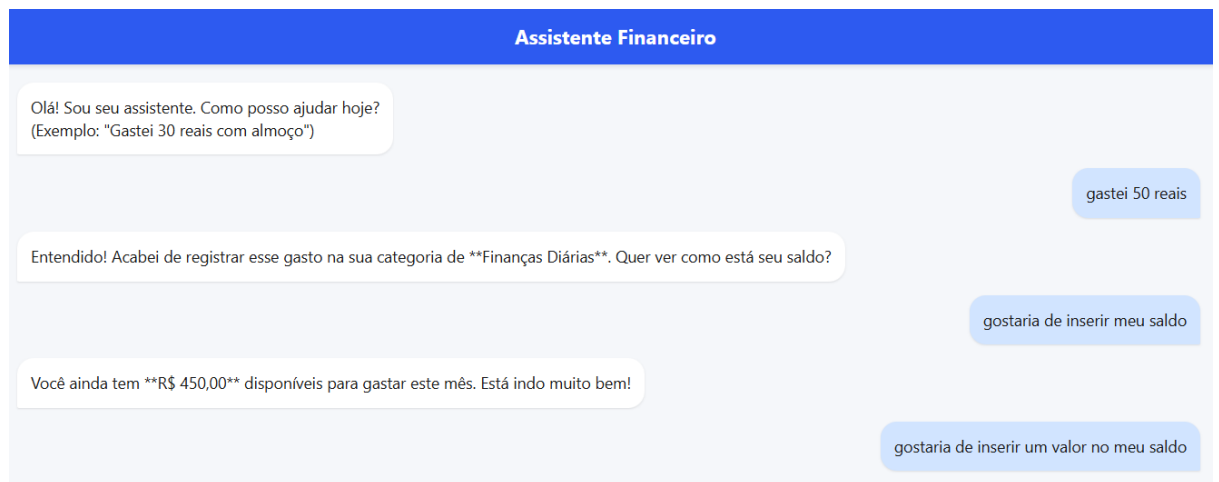 Assistente Financeiro
Olá! Sou seu assistente. Como posso ajudar hoje?
(Exemplo: "Gastei 30 reais com almoço")
gastei 50 reais
Entendido! Acabei de registrar esse gasto na sua categoria de **Finanças Diárias**. Quer ver como está seu saldo?
gostaria de inserir meu saldo
Você ainda tem **R$ 450,00** disponíveis para gastar este mês. Está indo muito bem!
gostaria de inserir um valor no meu saldo